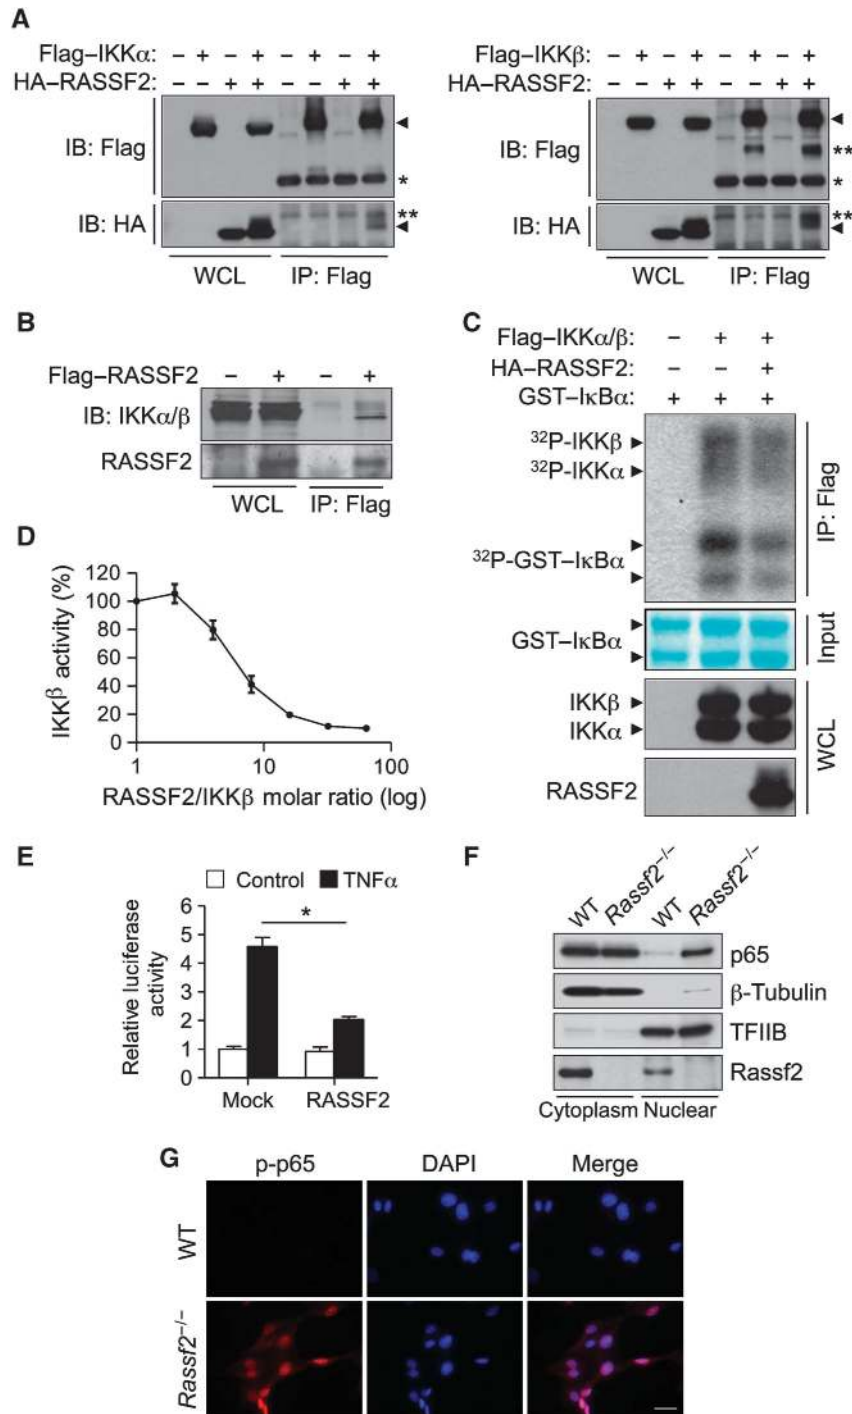 A
Flag–IKKα: – + – + – + – +
HA–RASSF2: – – + + – – + +
IB: Flag
*
IB: HA
**
WCL IP: Flag
Flag–IKKβ: – + – + – + – +
HA–RASSF2: – – + + – – + +
IB: Flag
**
*
IB: HA
**
WCL IP: Flag
B
Flag–RASSF2 – + – +
IB: IKKα/β
RASSF2
WCL IP: Flag
C
Flag–IKKα/β: – + +
HA–RASSF2: – – +
GST–IκBα: + + +
³²P-IKKβ
³²P-IKKα
³²P-GST–IκBα
IP: Flag
GST–IκBα
Input
IKKβ
IKKα
RASSF2
WCL
D
IKKβ activity (%)
120
100
80
60
40
20
0
1 10 100
RASSF2/IKKβ molar ratio (log)
E
Control TNFα
Relative luciferase
activity
6
5
4
3
2
1
0
*
Mock RASSF2
F
WT Rassf2⁻/⁻ WT Rassf2⁻/⁻
p65
β-Tubulin
TFIIB
Rassf2
Cytoplasm Nuclear
G
p-p65 DAPI Merge
WT
Rassf2⁻/⁻